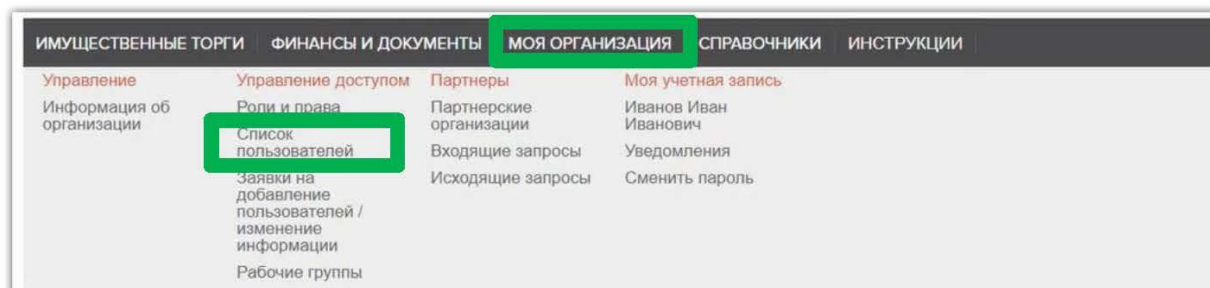 ИМУЩЕСТВЕННЫЕ ТОРГИ ФИНАНСЫ И ДОКУМЕНТЫ МОЯ ОРГАНИЗАЦИЯ СПРАВОЧНИКИ ИНСТРУКЦИИ
Управление
Информация об
организации
Управление доступом
Роли и права
Список
пользователей
Заявки на
добавление
пользователей /
изменение
информации
Рабочие группы
Партнеры
Партнерские
организации
Входящие запросы
Исходящие запросы
Моя учетная запись
Иванов Иван
Иванович
Уведомления
Сменить пароль